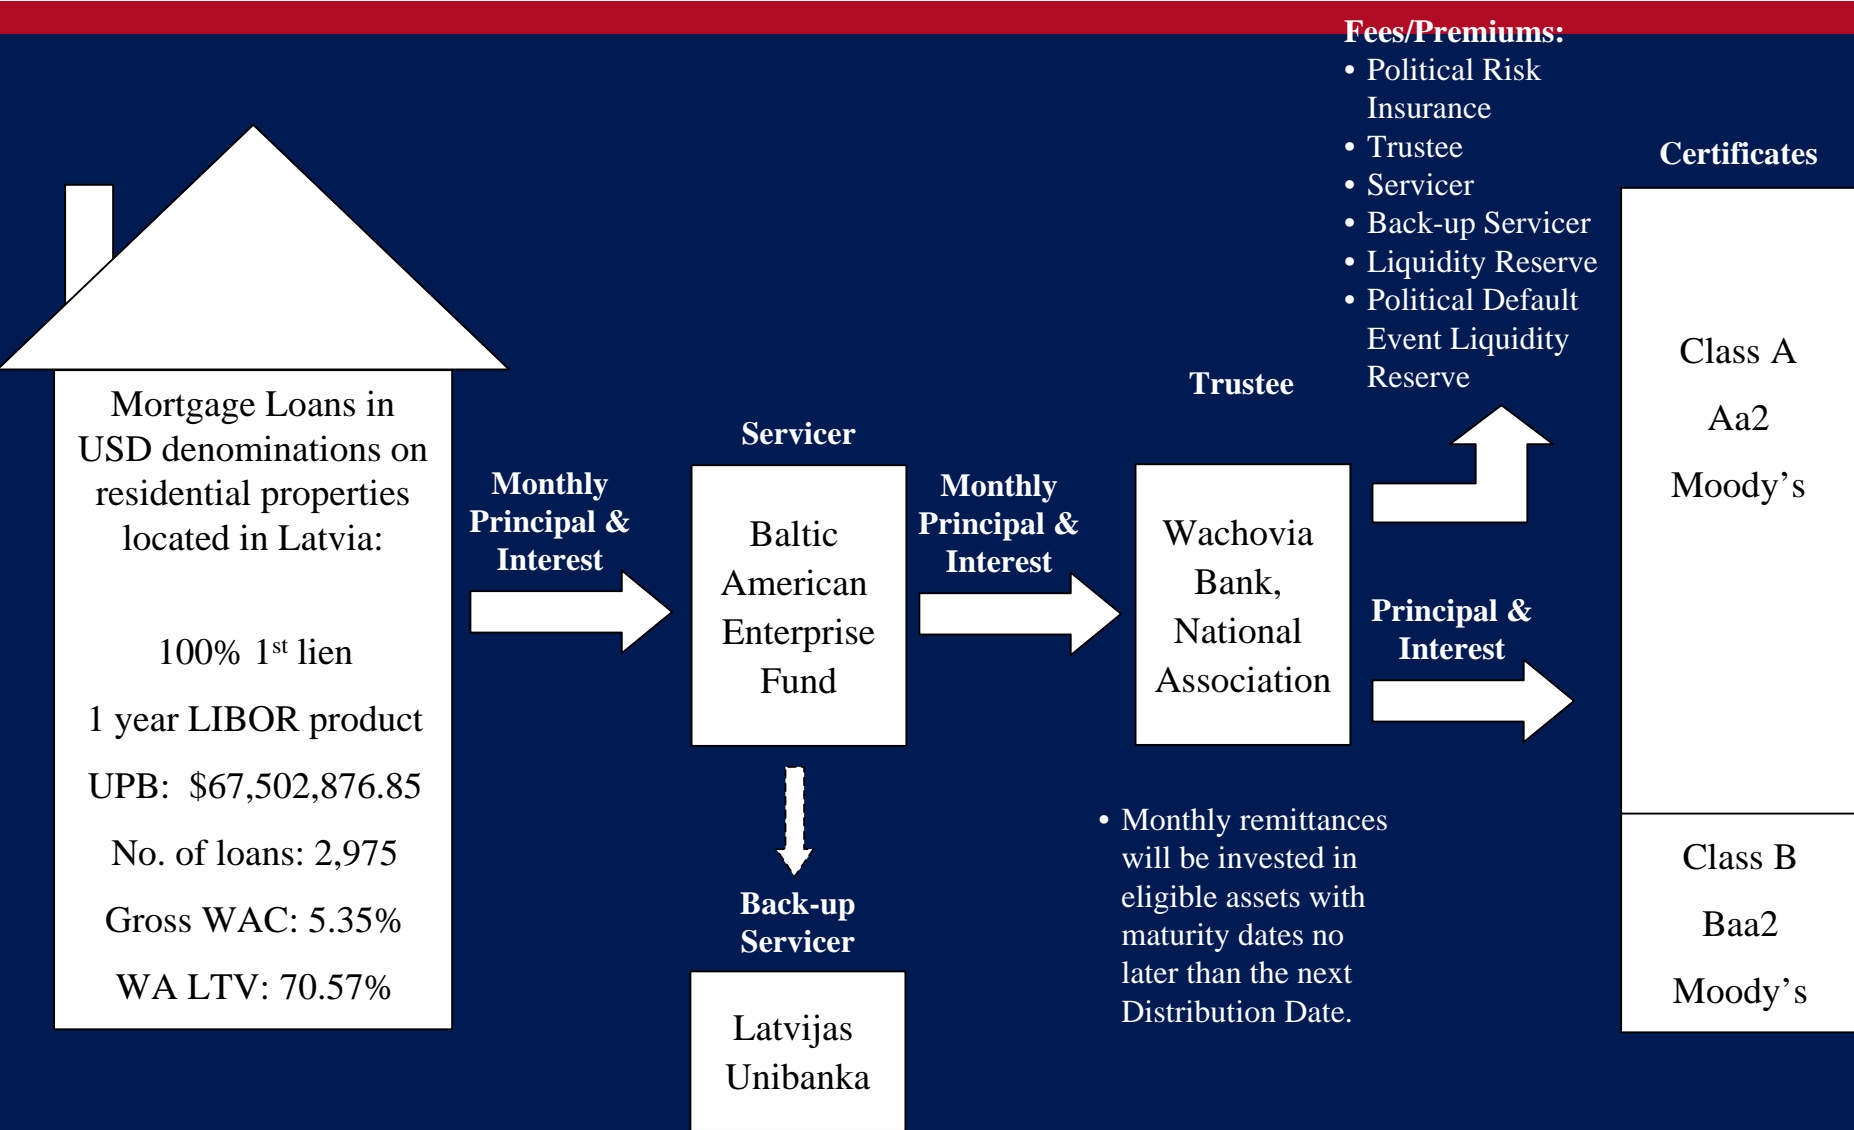 Fees/Premiums:
• Political Risk
Insurance
• Trustee
• Servicer
• Back-up Servicer
• Liquidity Reserve
• Political Default
Event Liquidity
Reserve
Mortgage Loans in
USD denominations on
residential properties
located in Latvia:
100% 1st lien
1 year LIBOR product
UPB: $67,502,876.85
No. of loans: 2,975
Gross WAC: 5.35%
WA LTV: 70.57%
Monthly
Principal &
Interest
Servicer
Baltic
American
Enterprise
Fund
Back-up
Servicer
Latvijas
Unibanka
Monthly
Principal &
Interest
Trustee
Wachovia
Bank,
National
Association
• Monthly remittances
will be invested in
eligible assets with
maturity dates no
later than the next
Distribution Date.
Principal &
Interest
Certificates
Class A
Aa2
Moody’s
Class B
Baa2
Moody’s